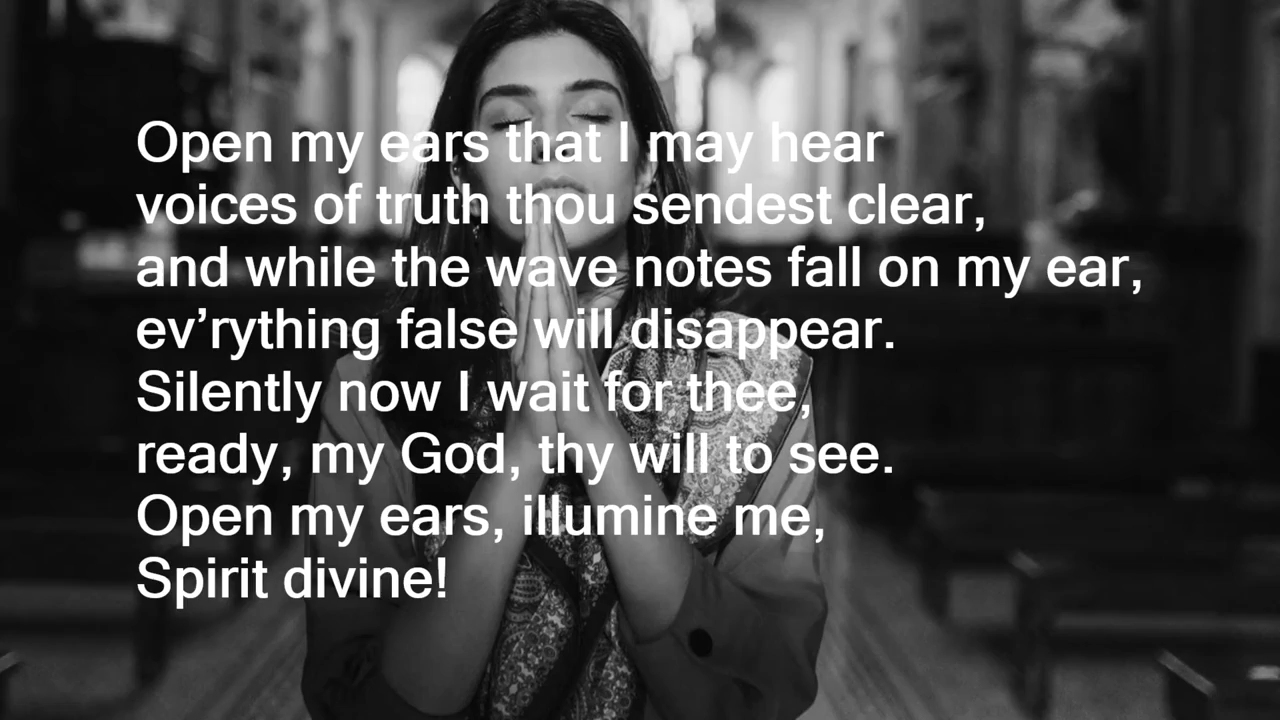 Open my ears that I may hear
voices of truth thou sendest clear,
and while the wave notes fall on my ear,
ev’rything false will disappear.
Silently now I wait for thee,
ready, my God, thy will to see.
Open my ears, illumine me,
Spirit divine!